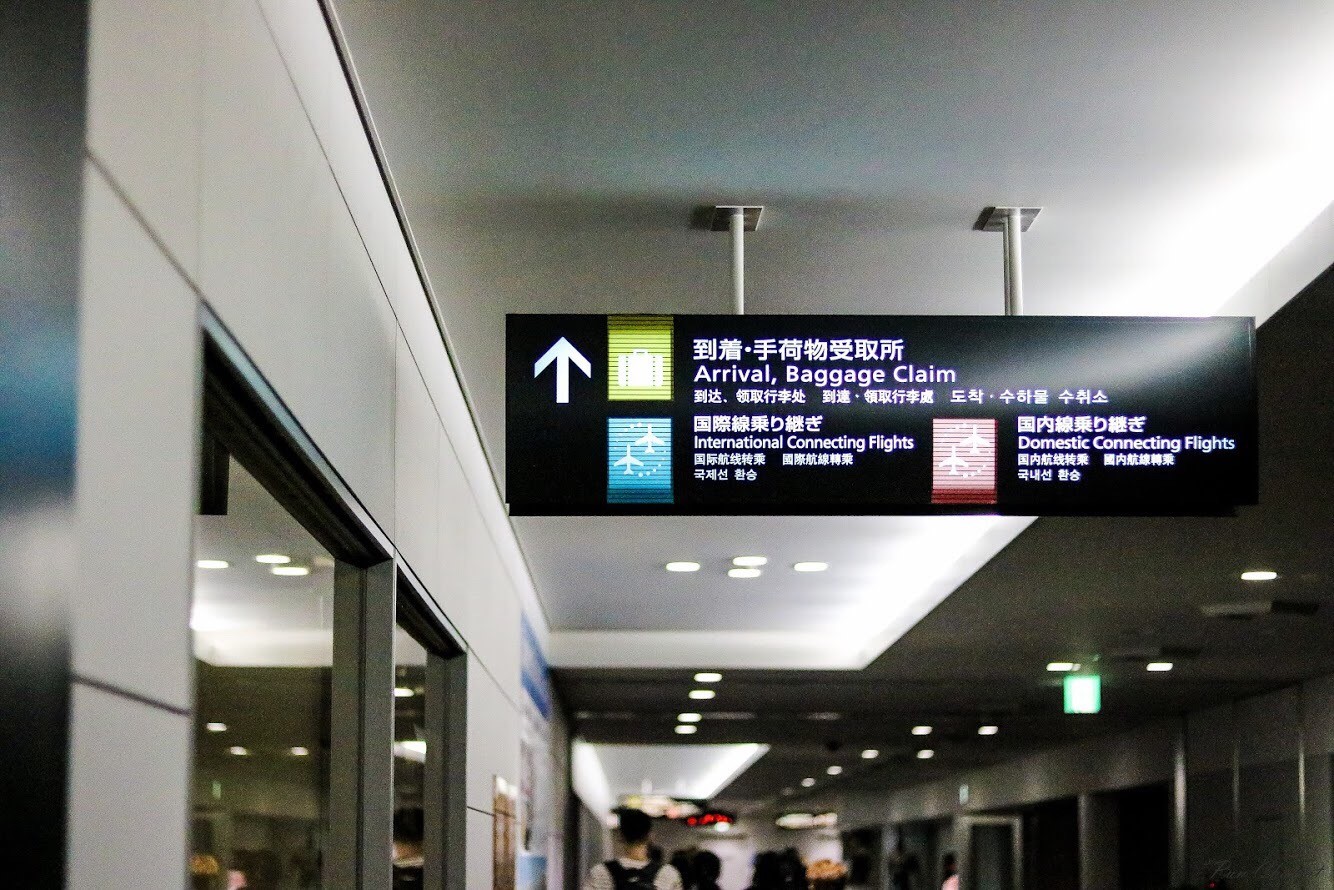 到着・手荷物受取所
Arrival, Baggage Claim
到达、领取行李处 到達・領取行李處 도착・수하물 수취소
国際線乗り継ぎ
International Connecting Flights
国际航线转乘 國際航線轉乘
국제선 환승
国内線乗り継ぎ
Domestic Connecting Flights
国内航线转乘 國內航線轉乘
국내선 환승